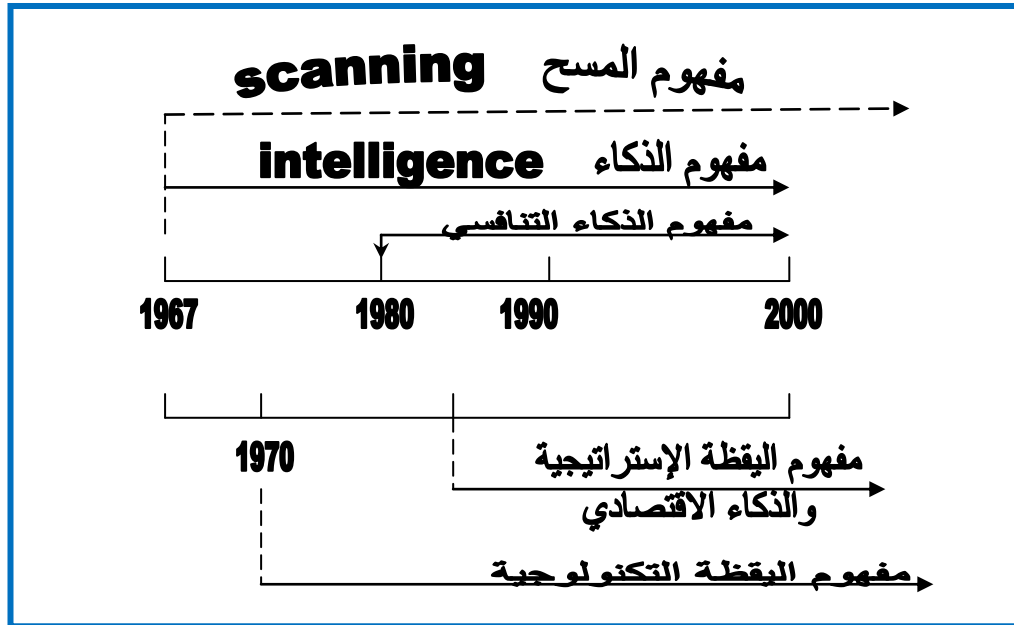 مفهوم المسح scanning
مفهوم الذكاء intelligence
مفهوم الذكاء التنافسي
1967 1980 1990 2000
1970
مفهوم اليقظة الإستراتيجية
والذكاء الاقتصادي
مفهوم اليقظة التكنولوجية